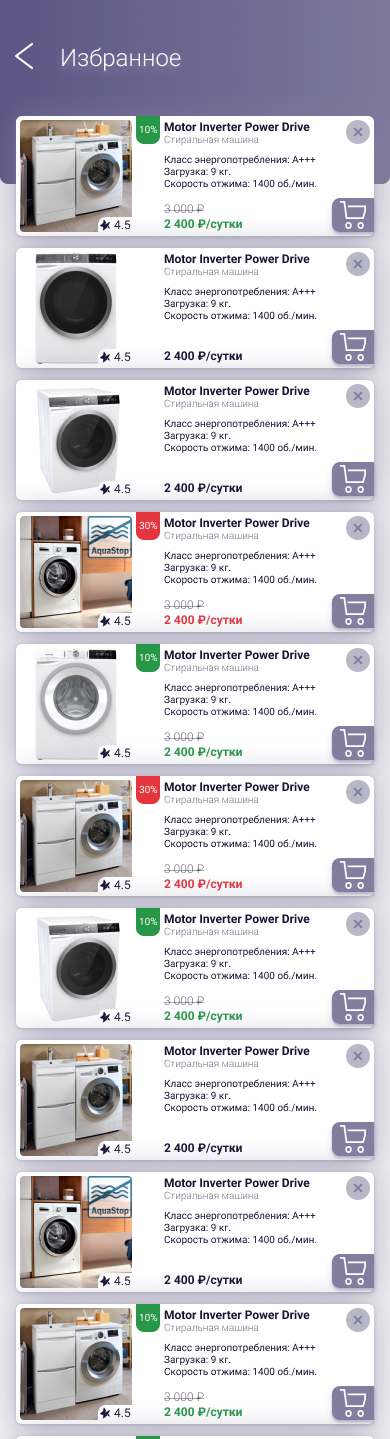 Избранное
10%
Motor Inverter Power Drive
Стиральная машина
Класс энергопотребления: A+++
Загрузка: 9 кг.
Скорость отжима: 1400 об./мин.
3 000 ₽
4.5
2 400 ₽/сутки
Motor Inverter Power Drive
Стиральная машина
Класс энергопотребления: A+++
Загрузка: 9 кг.
Скорость отжима: 1400 об./мин.
4.5
2 400 ₽/сутки
Motor Inverter Power Drive
Стиральная машина
Класс энергопотребления: A+++
Загрузка: 9 кг.
Скорость отжима: 1400 об./мин.
4.5
2 400 ₽/сутки
AquaStop
30%
Motor Inverter Power Drive
Стиральная машина
Класс энергопотребления: A+++
Загрузка: 9 кг.
Скорость отжима: 1400 об./мин.
3 000 ₽
4.5
2 400 ₽/сутки
10%
Motor Inverter Power Drive
Стиральная машина
Класс энергопотребления: A+++
Загрузка: 9 кг.
Скорость отжима: 1400 об./мин.
3 000 ₽
4.5
2 400 ₽/сутки
30%
Motor Inverter Power Drive
Стиральная машина
Класс энергопотребления: A+++
Загрузка: 9 кг.
Скорость отжима: 1400 об./мин.
3 000 ₽
4.5
2 400 ₽/сутки
10%
Motor Inverter Power Drive
Стиральная машина
Класс энергопотребления: A+++
Загрузка: 9 кг.
Скорость отжима: 1400 об./мин.
3 000 ₽
4.5
2 400 ₽/сутки
Motor Inverter Power Drive
Стиральная машина
Класс энергопотребления: A+++
Загрузка: 9 кг.
Скорость отжима: 1400 об./мин.
4.5
2 400 ₽/сутки
AquaStop
Motor Inverter Power Drive
Стиральная машина
Класс энергопотребления: A+++
Загрузка: 9 кг.
Скорость отжима: 1400 об./мин.
4.5
2 400 ₽/сутки
10%
Motor Inverter Power Drive
Стиральная машина
Класс энергопотребления: A+++
Загрузка: 9 кг.
Скорость отжима: 1400 об./мин.
3 000 ₽
4.5
2 400 ₽/сутки